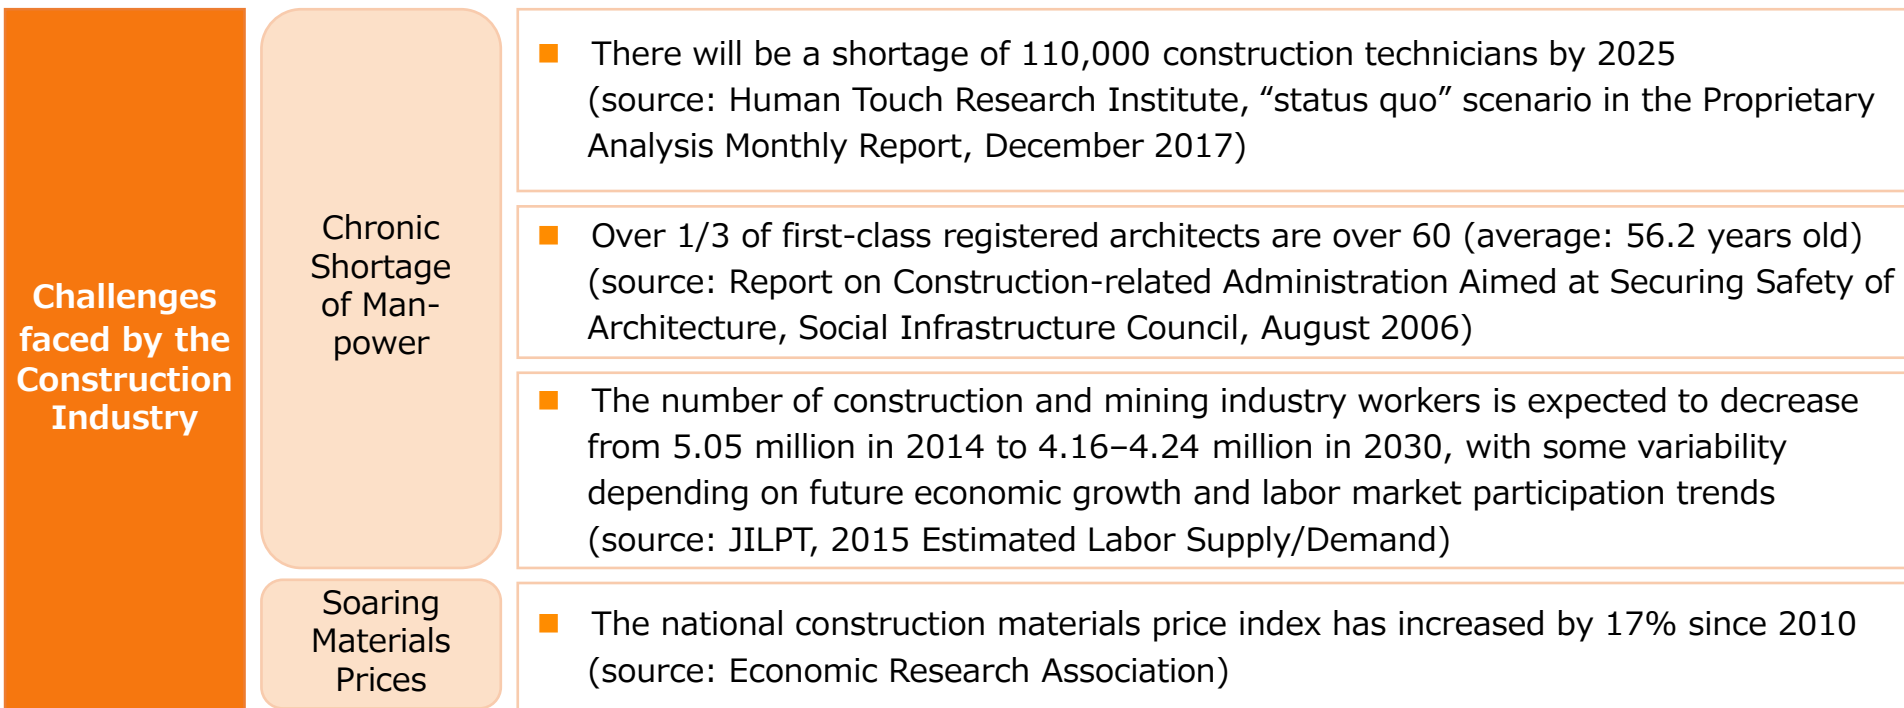 Challenges
faced by the
Construction
Industry
Chronic
Shortage
of Man-
power
■ There will be a shortage of 110,000 construction technicians by 2025
(source: Human Touch Research Institute, “status quo” scenario in the Proprietary
Analysis Monthly Report, December 2017)
■ Over 1/3 of first-class registered architects are over 60 (average: 56.2 years old)
(source: Report on Construction-related Administration Aimed at Securing Safety of
Architecture, Social Infrastructure Council, August 2006)
■ The number of construction and mining industry workers is expected to decrease
from 5.05 million in 2014 to 4.16–4.24 million in 2030, with some variability
depending on future economic growth and labor market participation trends
(source: JILPT, 2015 Estimated Labor Supply/Demand)
Soaring
Materials
Prices
■ The national construction materials price index has increased by 17% since 2010
(source: Economic Research Association)